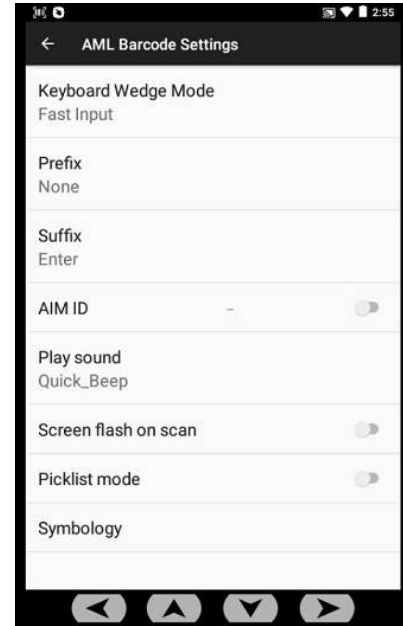 2:55
AML Barcode Settings
Keyboard Wedge Mode
Fast Input
Prefix
None
Suffix
Enter
AIM ID -
Play sound
Quick_Beep
Screen flash on scan
Picklist mode
Symbology